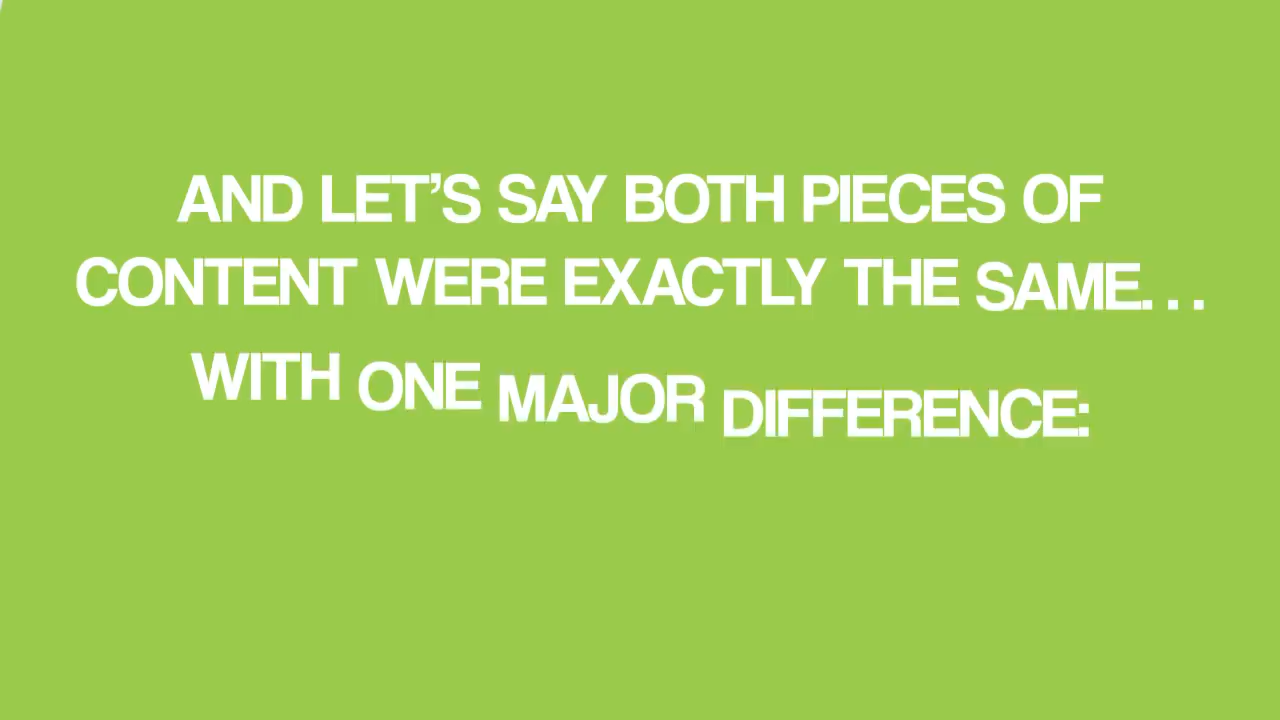 AND LET’S SAY BOTH PIECES OF
CONTENT WERE EXACTLY THE SAME...
WITH ONE MAJOR DIFFERENCE: